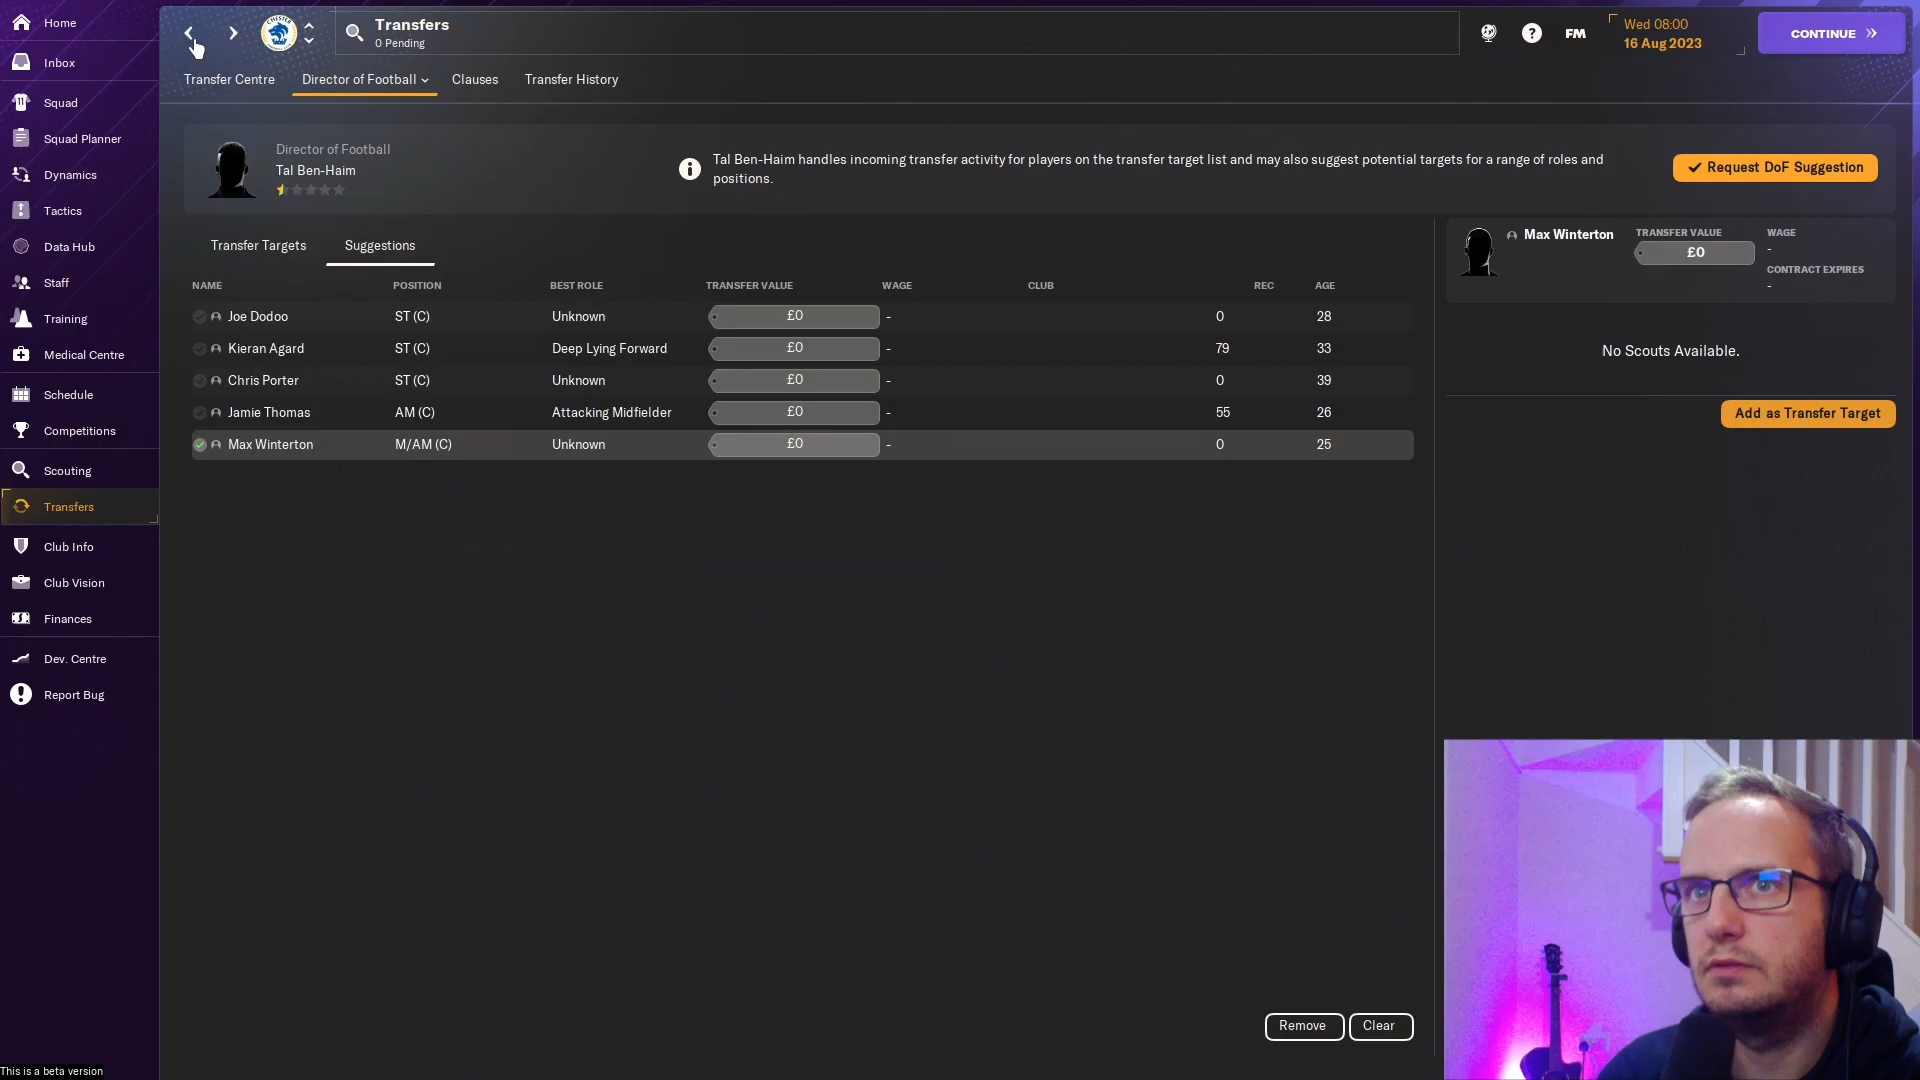 Home
Inbox
Squad
Squad Planner
Dynamics
Tactics
Data Hub
Staff
Training
Medical Centre
Schedule
Competitions
Scouting
Transfers
Club Info
Club Vision
Finances
Dev. Centre
Report Bug
This is a beta version
CHESTER
Transfers
0 Pending
?
FM
Wed 08:00
16 Aug 2023
CONTINUE
Transfer Centre
Director of Football
Clauses
Transfer History
Director of Football
Tal Ben-Haim
Tal Ben-Haim handles incoming transfer activity for players on the transfer target list and may also suggest potential targets for a range of roles and
positions.
Request DoF Suggestion
Transfer Targets
Suggestions
NAME POSITION BEST ROLE TRANSFER VALUE WAGE CLUB REC AGE
Joe Dodoo ST (C) Unknown £0 - 0 28
Kieran Agard ST (C) Deep Lying Forward £0 - 79 33
Chris Porter ST (C) Unknown £0 - 0 39
Jamie Thomas AM (C) Attacking Midfielder £0 - 55 26
Max Winterton M/AM (C) Unknown £0 - 0 25
Max Winterton
TRANSFER VALUE
£0
WAGE
-
CONTRACT EXPIRES
-
No Scouts Available.
Add as Transfer Target
Remove
Clear